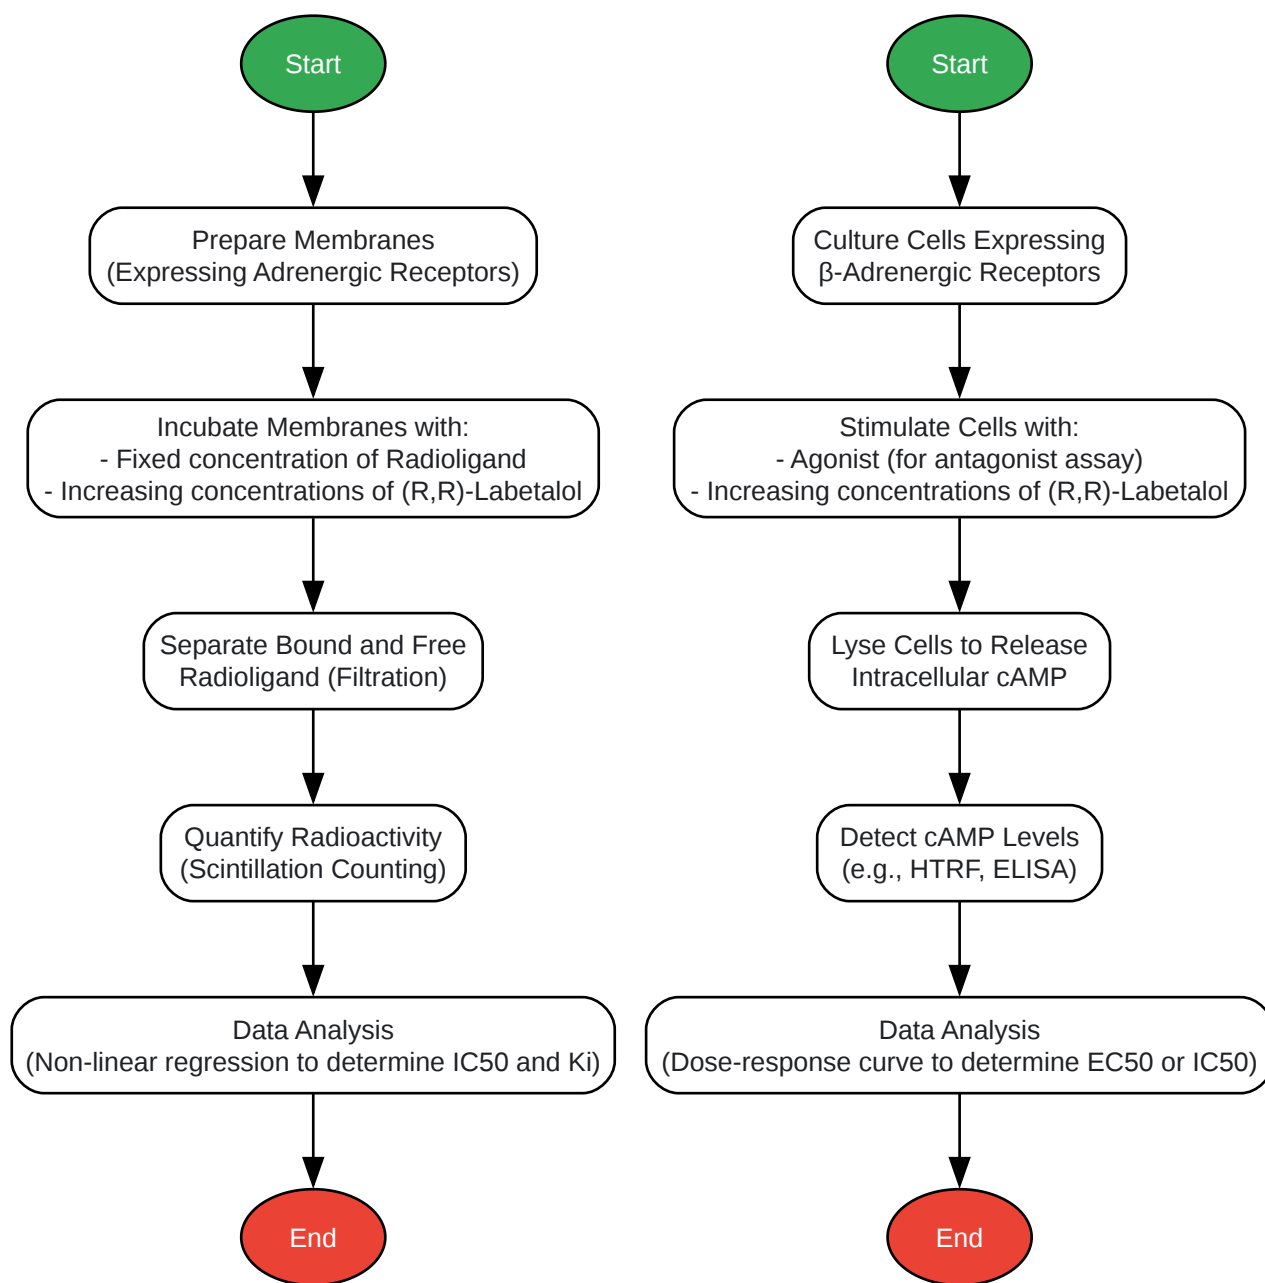 Start
Prepare Membranes
(Expressing Adrenergic Receptors)
Incubate Membranes with:
- Fixed concentration of Radioligand
- Increasing concentrations of (R,R)-Labetalol
Separate Bound and Free
Radioligand (Filtration)
Quantify Radioactivity
(Scintillation Counting)
Data Analysis
(Non-linear regression to determine IC50 and Ki)
End
Start
Culture Cells Expressing
β-Adrenergic Receptors
Stimulate Cells with:
- Agonist (for antagonist assay)
- Increasing concentrations of (R,R)-Labetalol
Lyse Cells to Release
Intracellular cAMP
Detect cAMP Levels
(e.g., HTRF, ELISA)
Data Analysis
(Dose-response curve to determine EC50 or IC50)
End